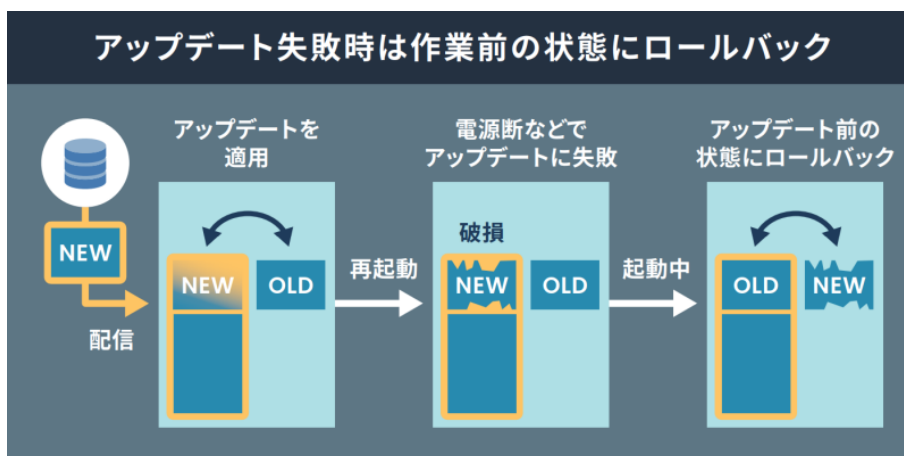 アップデート失敗時は作業前の状態にロールバック
NEW
配信
アップデートを
適用
NEW
OLD
再起動
電源断などで
アップデートに失敗
破損
NEW
OLD
起動中
アップデート前の
状態にロールバック
OLD
NEW